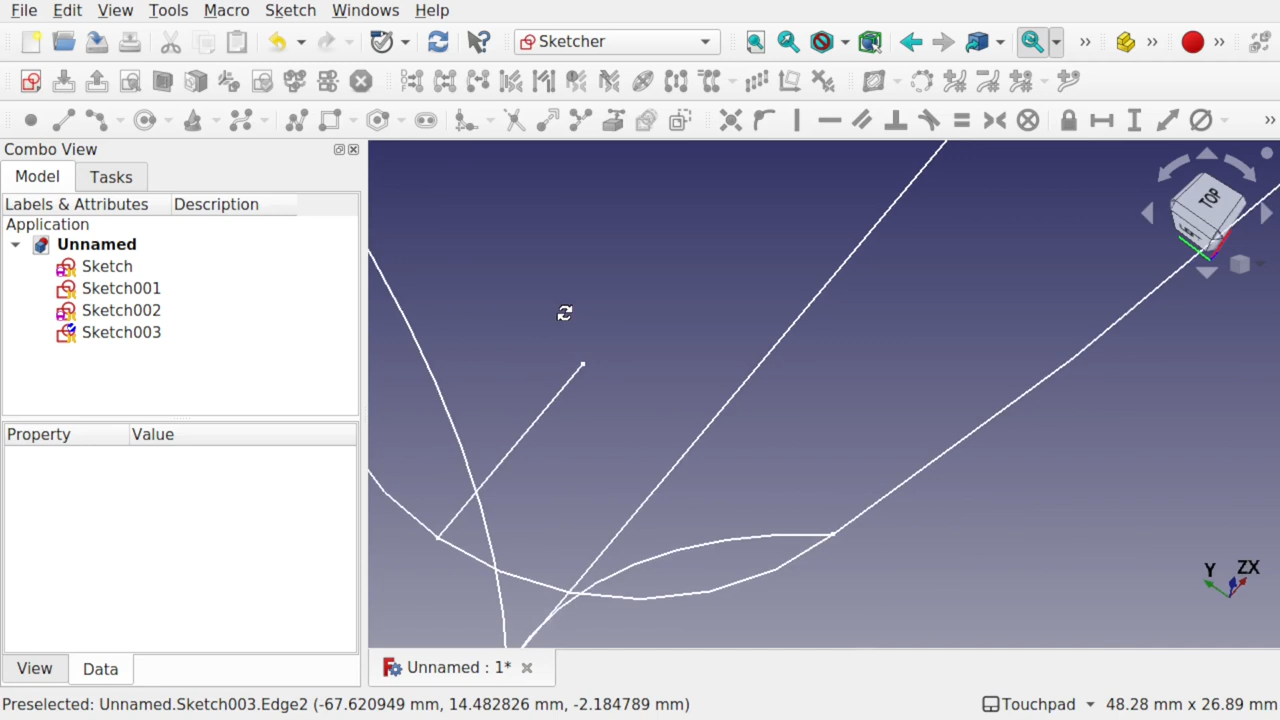 File Edit View Tools Macro Sketch Windows Help
Sketcher
Combo View
Model Tasks
Labels & Attributes Description
Application
Unnamed
Sketch
Sketch001
Sketch002
Sketch003
Property Value
View Data
TOP
Y ZX
Unnamed : 1*
Preselected: Unnamed.Sketch003.Edge2 (-67.620949 mm, 14.482826 mm, -2.184789 mm) Touchpad 48.28 mm x 26.89 mm